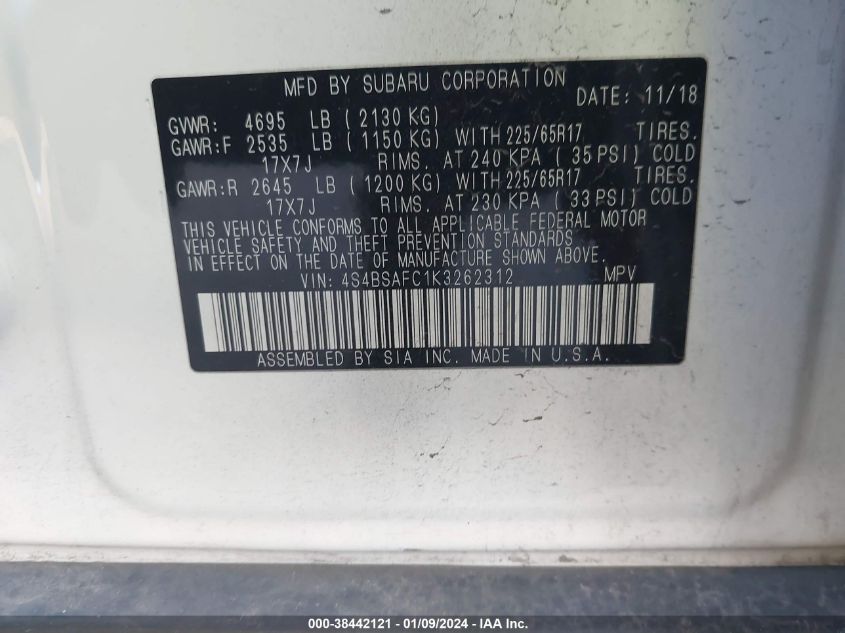 MFD BY SUBARU CORPORATION
DATE: 11/18
GVWR: 4695 LB ( 2130 KG)
GAWR:F 2535 LB ( 1150 KG) WITH 225/65R17 TIRES.
17X7J RIMS, AT 240 KPA ( 35 PSI) COLD
GAWR:R 2645 LB ( 1200 KG) WITH 225/65R17 TIRES.
17X7J RIMS, AT 230 KPA ( 33 PSI) COLD
THIS VEHICLE CONFORMS TO ALL APPLICABLE FEDERAL MOTOR
VEHICLE SAFETY AND THEFT PREVENTION STANDARDS
IN EFFECT ON THE DATE OF MANUFACTURE SHOWN ABOVE.
VIN: 4S4BSAFC1K3262312 MPV
ASSEMBLED BY SIA INC. MADE IN U.S.A.
000-38442121 - 01/09/2024 - IAA Inc.